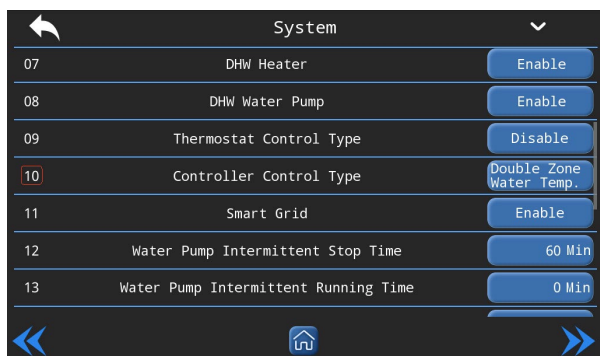 System
07 DHW Heater Enable
08 DHW Water Pump Enable
09 Thermostat Control Type Disable
10 Controller Control Type Double Zone
Water Temp.
11 Smart Grid Enable
12 Water Pump Intermittent Stop Time 60 Min
13 Water Pump Intermittent Running Time 0 Min